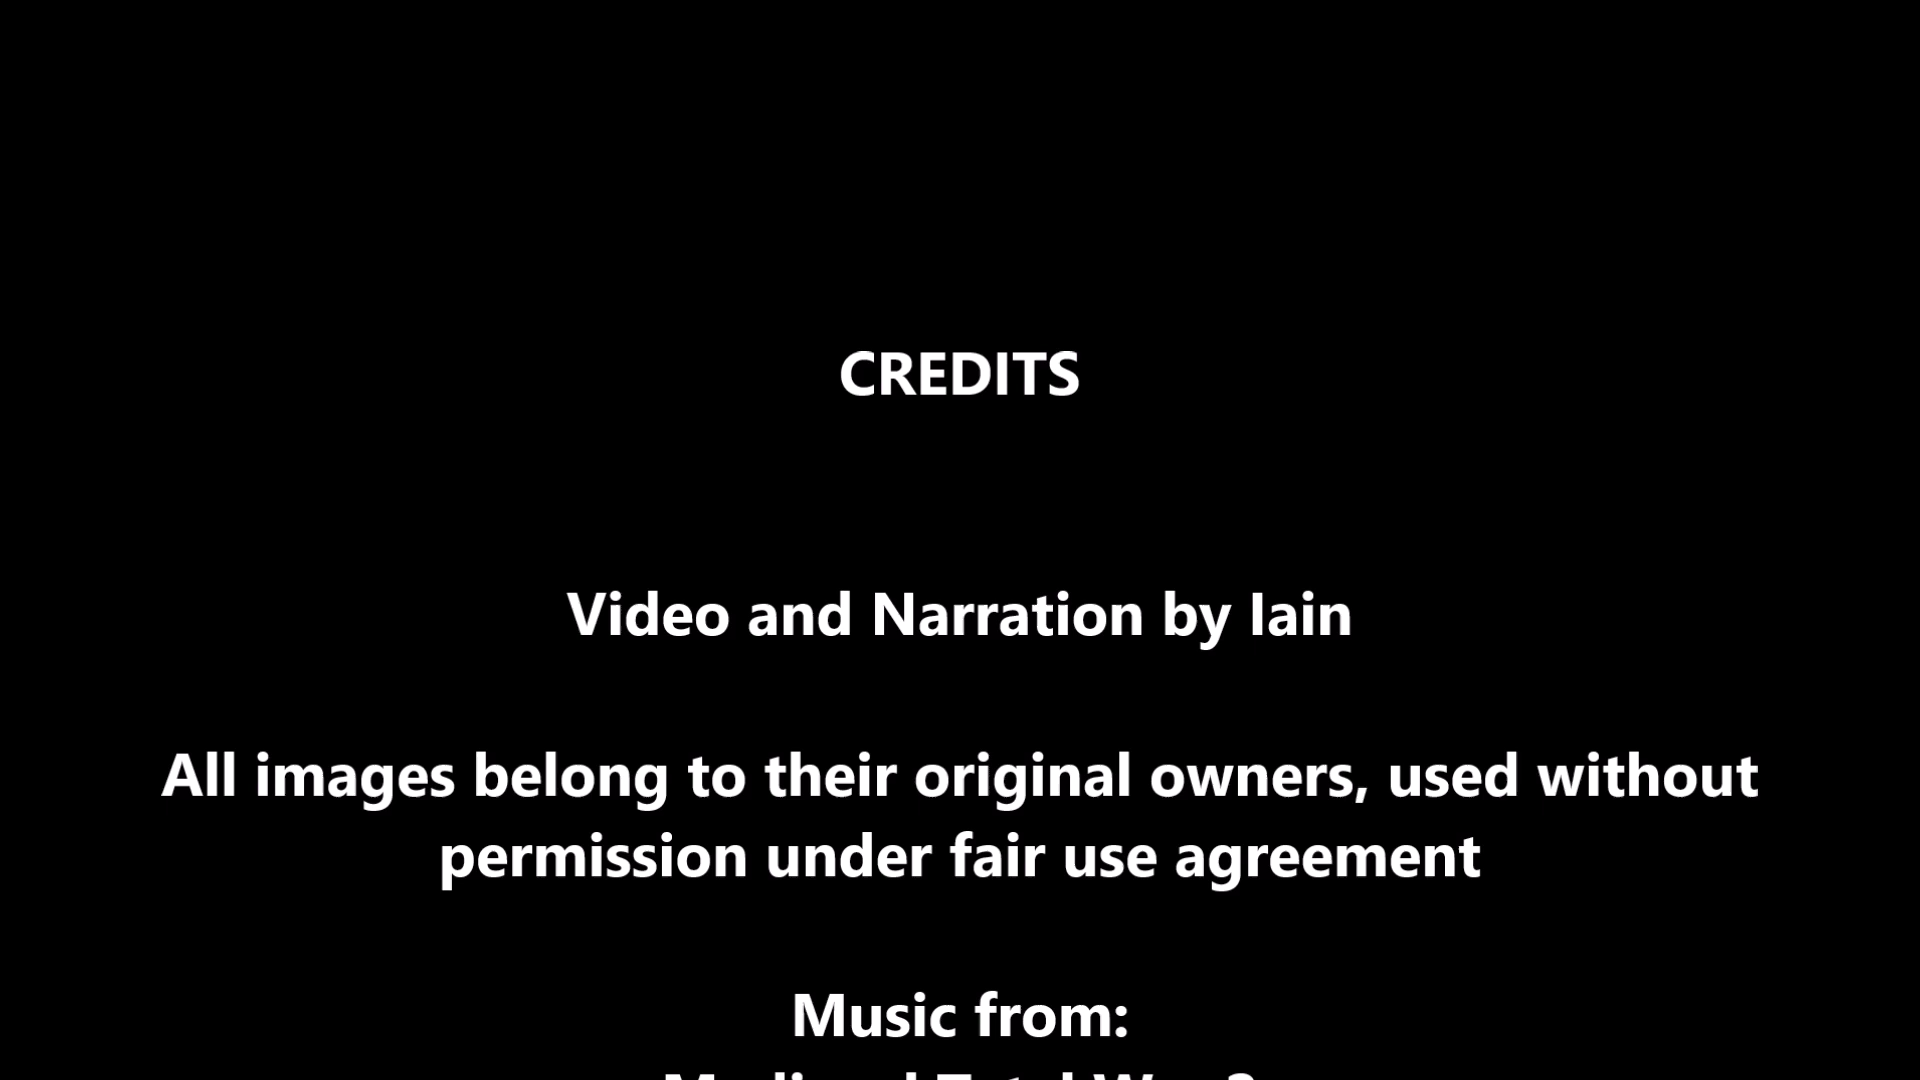 CREDITS
Video and Narration by Iain
All images belong to their original owners, used without
permission under fair use agreement
Music from: